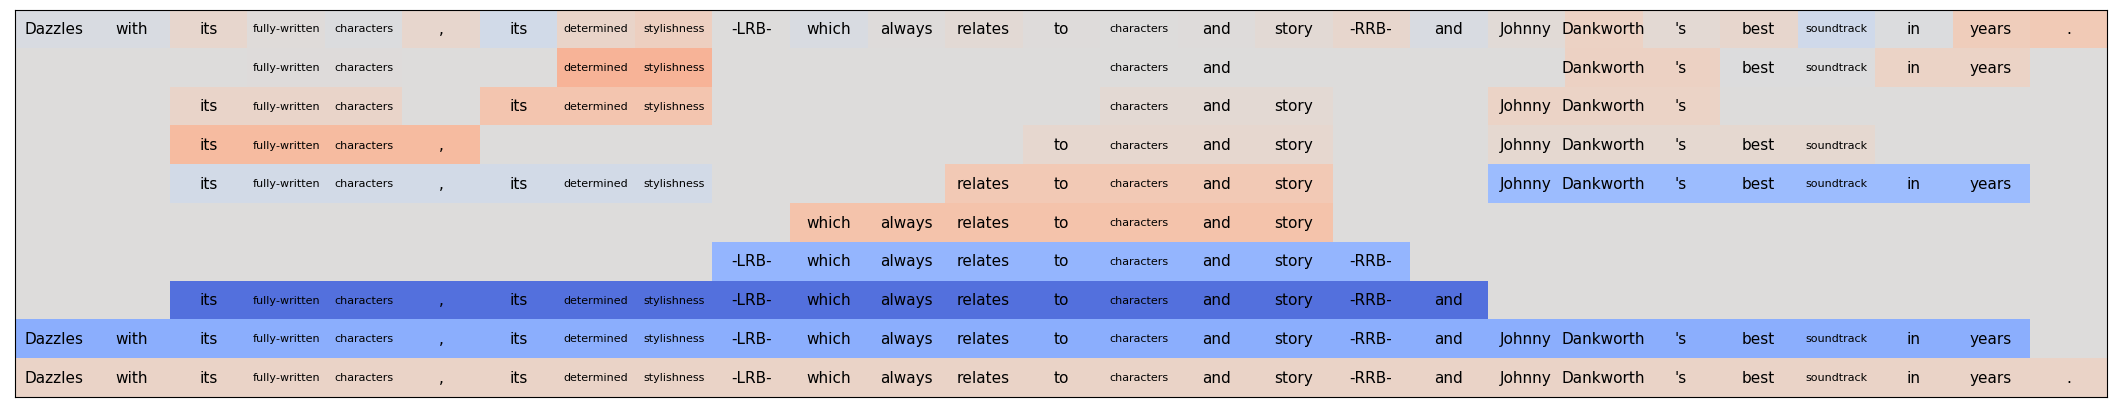 Dazzles with its fully-written characters , its determined stylishness -LRB- which always relates to characters and story -RRB- and Johnny Dankworth 's best soundtrack in years .
fully-written characters determined stylishness characters and Dankworth 's best soundtrack in years
its fully-written characters its determined stylishness characters and story Johnny Dankworth 's
its fully-written characters , to characters and story Johnny Dankworth 's best soundtrack
its fully-written characters , its determined stylishness relates to characters and story Johnny Dankworth 's best soundtrack in years
which always relates to characters and story
-LRB- which always relates to characters and story -RRB-
its fully-written characters , its determined stylishness -LRB- which always relates to characters and story -RRB- and
Dazzles with its fully-written characters , its determined stylishness -LRB- which always relates to characters and story -RRB- and Johnny Dankworth 's best soundtrack in years
Dazzles with its fully-written characters , its determined stylishness -LRB- which always relates to characters and story -RRB- and Johnny Dankworth 's best soundtrack in years .